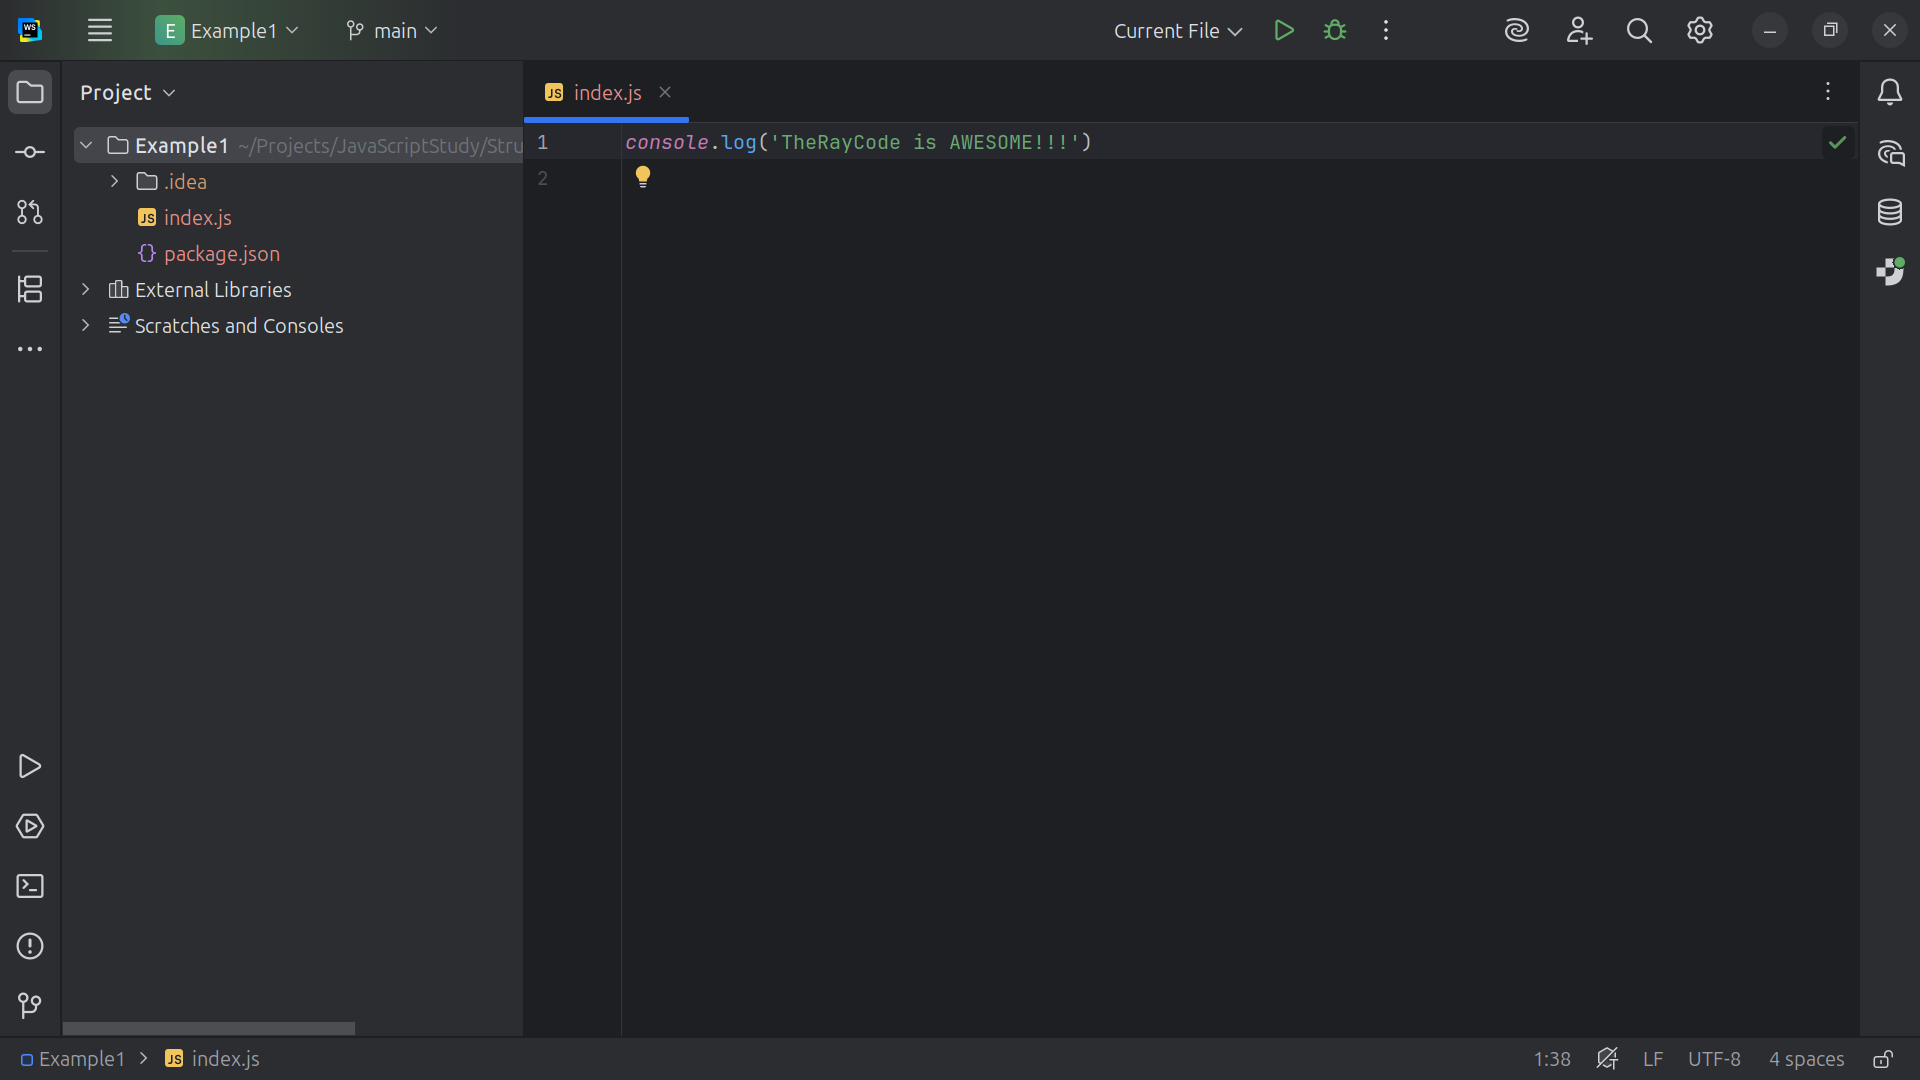 WS
E Example1
main
Current File
Project
JS index.js
Example1 ~/Projects/JavaScriptStudy/Stru
.idea
JS index.js
{} package.json
External Libraries
Scratches and Consoles
1 console.log('TheRayCode is AWESOME!!!')
2
Example1 > JS index.js
1:38 LF UTF-8 4 spaces